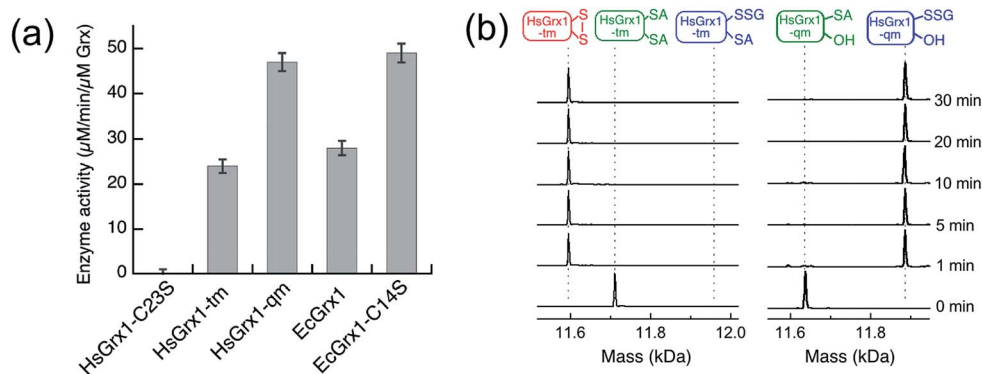 (a)
Enzyme activity (µM/min/µM Grx)
50
40
30
20
10
0
HsGrx1-C23S
HsGrx1-tm
HsGrx1-qm
EcGrx1
EcGrx1-C14S
(b)
HsGrx1 -tm S S
HsGrx1 -tm SA SA
HsGrx1 -tm SSG SA
HsGrx1 -qm SA OH
HsGrx1 -qm SSG OH
30 min
20 min
10 min
5 min
1 min
0 min
11.6 11.8 12.0
11.6 11.8
Mass (kDa)
Mass (kDa)